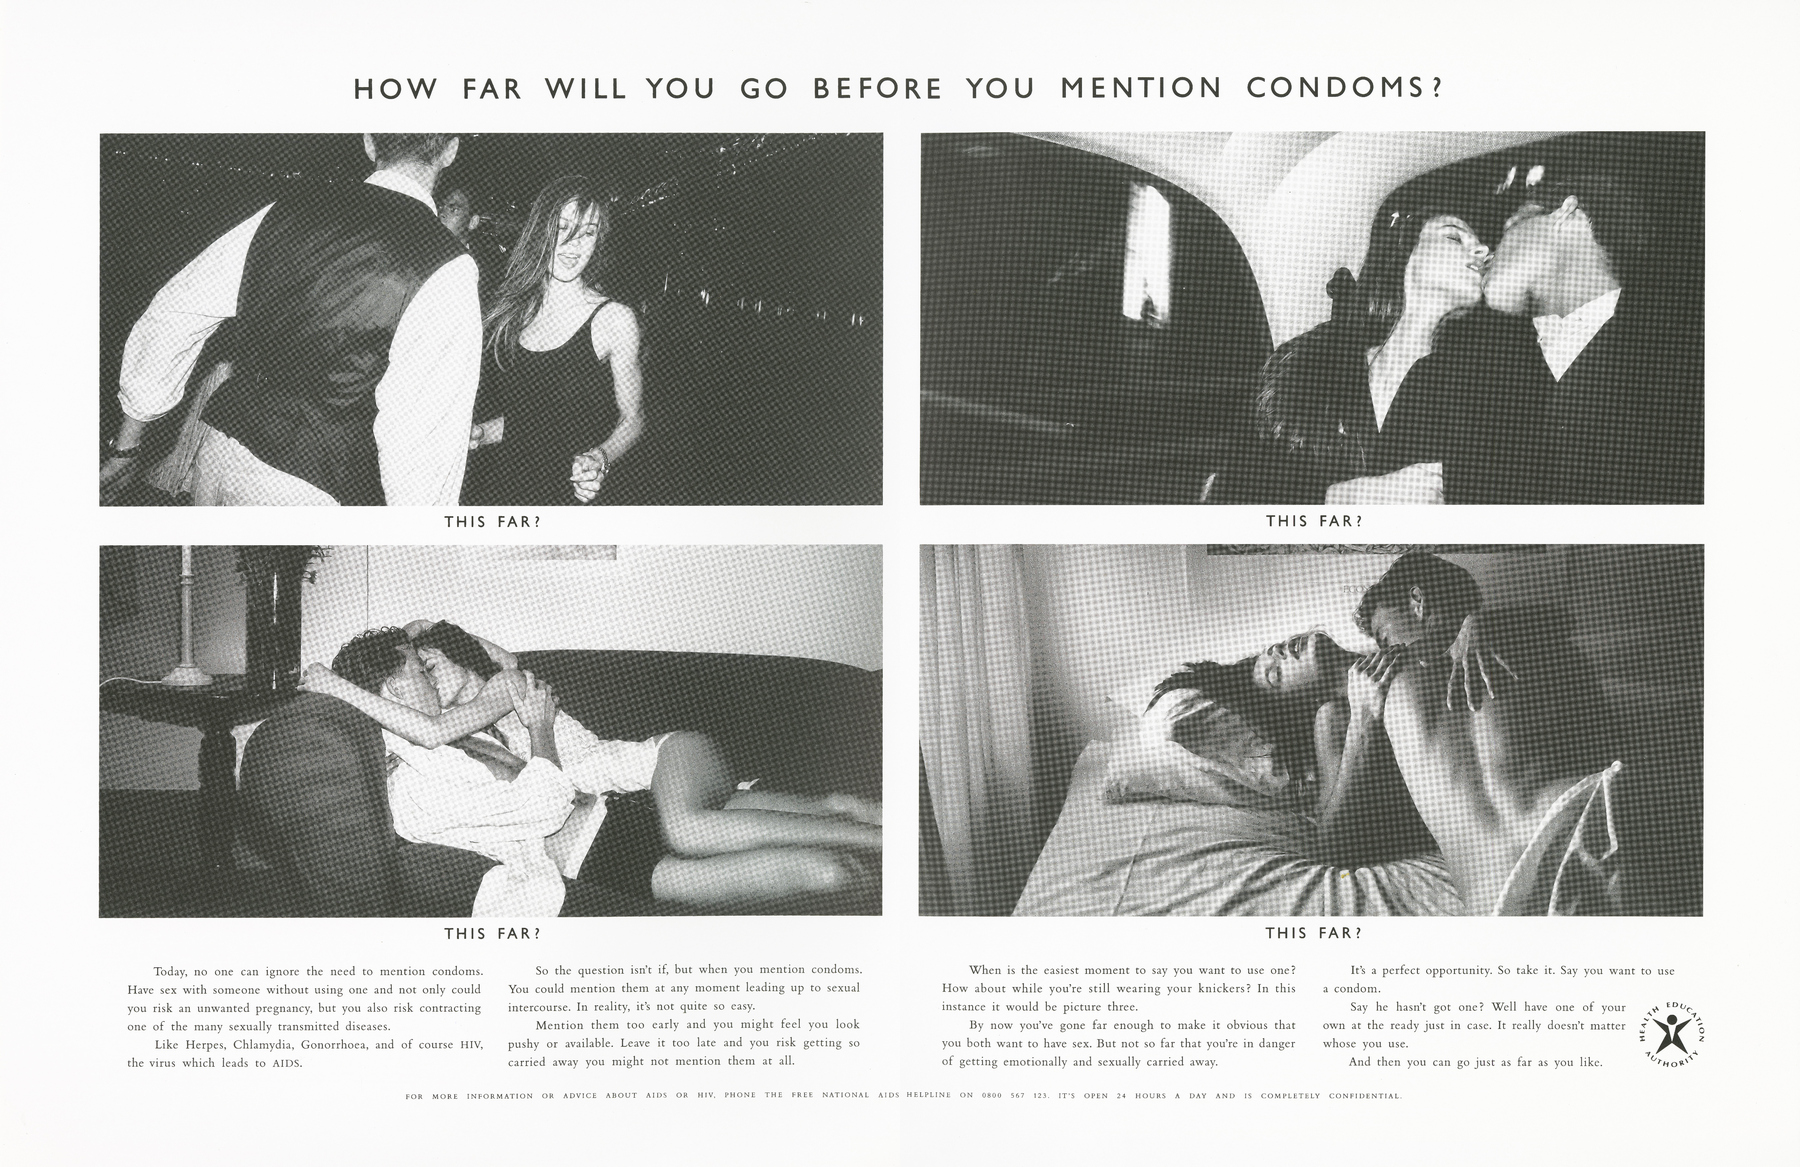 HOW FAR WILL YOU GO BEFORE YOU MENTION CONDOMS?
THIS FAR?
THIS FAR?
THIS FAR?
THIS FAR?
Today, no one can ignore the need to mention condoms.
Have sex with someone without using one and not only could
you risk an unwanted pregnancy, but you also risk contracting
one of the many sexually transmitted diseases.
Like Herpes, Chlamydia, Gonorrhoea, and of course HIV,
the virus which leads to AIDS.
So the question isn't if, but when you mention condoms.
You could mention them at any moment leading up to sexual
intercourse. In reality, it's not quite so easy.
Mention them too early and you might feel you look
pushy or available. Leave it too late and you risk getting so
carried away you might not mention them at all.
When is the easiest moment to say you want to use one?
How about while you're still wearing your knickers? In this
instance it would be picture three.
By now you've gone far enough to make it obvious that
you both want to have sex. But not so far that you're in danger
of getting emotionally and sexually carried away.
It's a perfect opportunity. So take it. Say you want to use
a condom.
Say he hasn't got one? Well have one of your
own at the ready just in case. It really doesn't matter
whose you use.
And then you can go just as far as you like.
HEALTH EDUCATION
AUTHORITY
FOR MORE INFORMATION OR ADVICE ABOUT AIDS OR HIV, PHONE THE FREE NATIONAL AIDS HELPLINE ON 0800 567 123. IT'S OPEN 24 HOURS A DAY AND IS COMPLETELY CONFIDENTIAL.